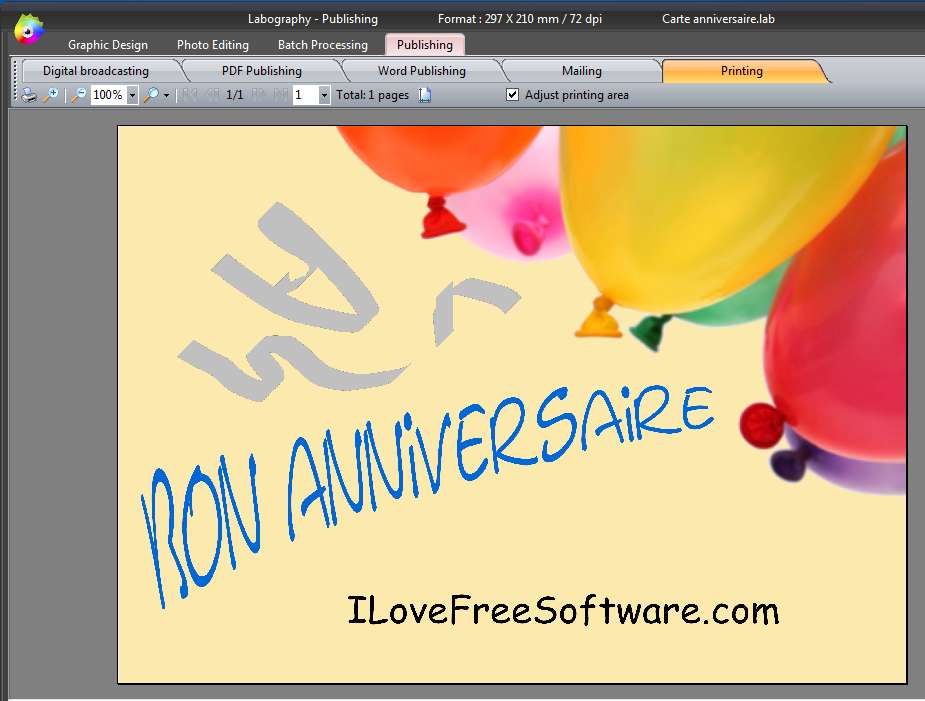 Labography - Publishing Format : 297 X 210 mm / 72 dpi Carte anniversaire.lab
Graphic Design Photo Editing Batch Processing Publishing
Digital broadcasting PDF Publishing Word Publishing Mailing Printing
100% 1/1 1 Total: 1 pages Adjust printing area
BON ANNiVERSAiRE
ILoveFreeSoftware.com